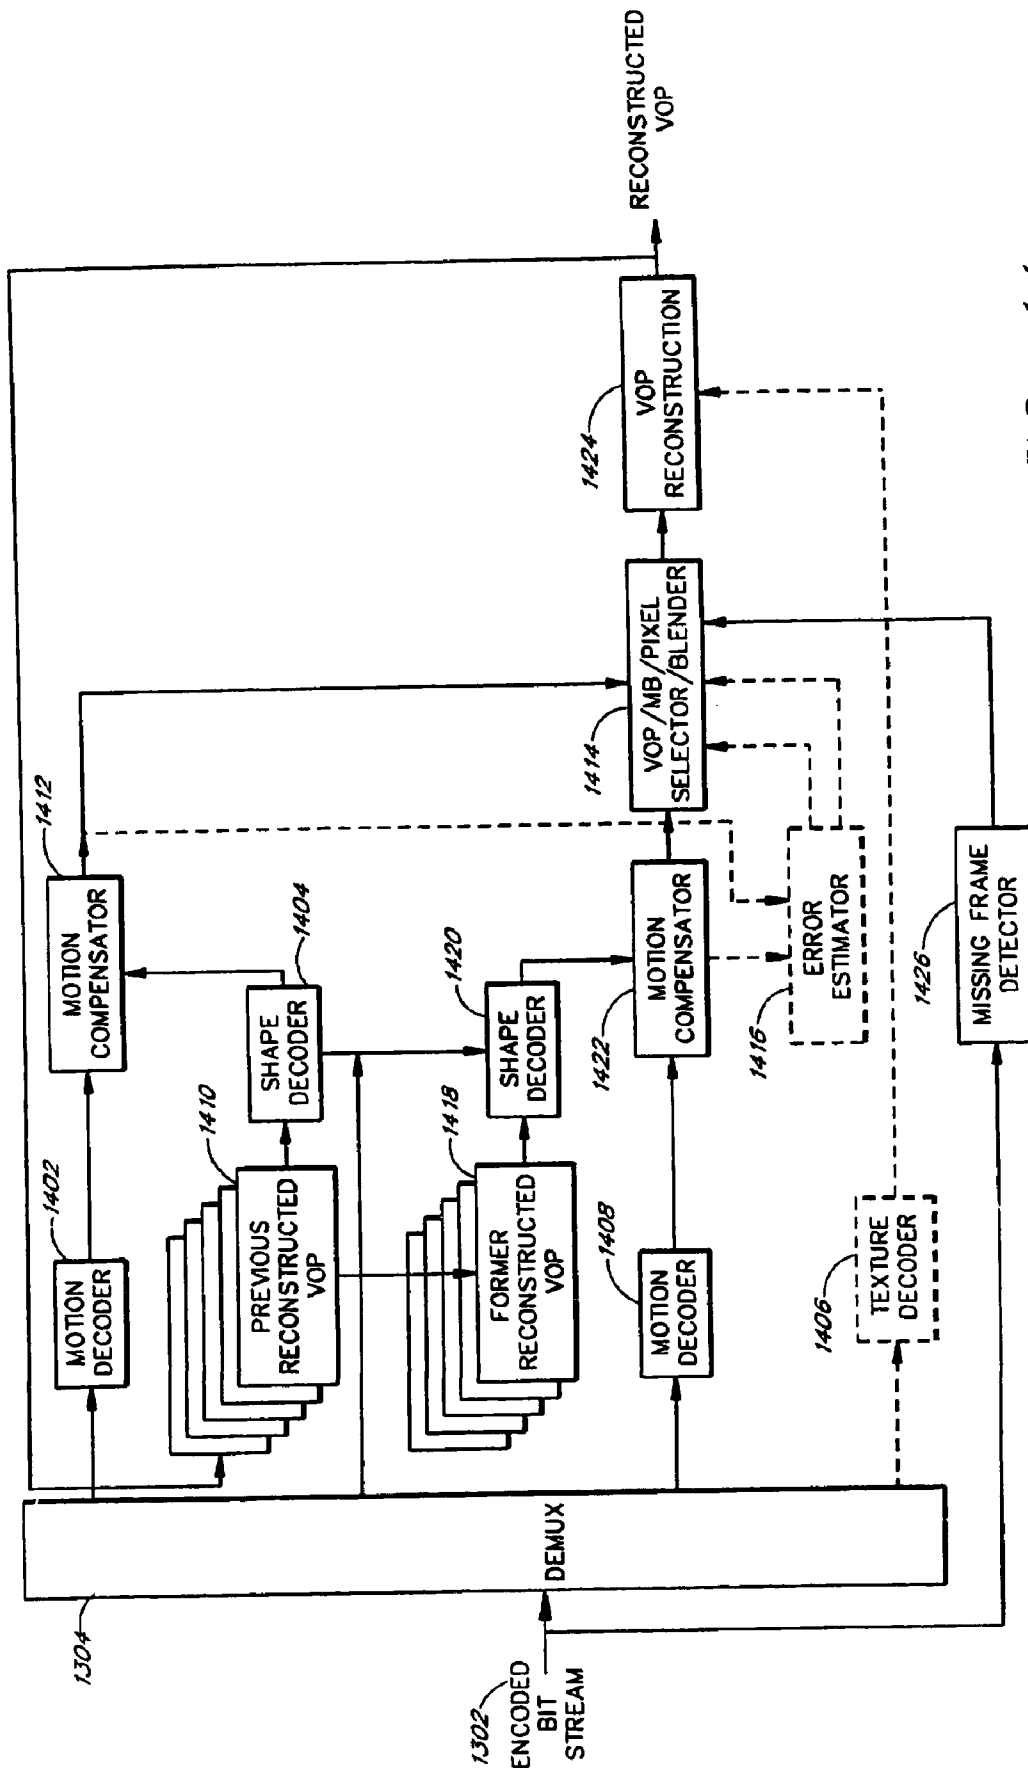 1302
ENCODED
BIT
STREAM
1304
DEMUX
1402
MOTION
DECODER
1412
MOTION
COMPENSATOR
1410
PREVIOUS
RECONSTRUCTED
VOP
1404
SHAPE
DECODER
1418
FORMER
RECONSTRUCTED
VOP
1420
SHAPE
DECODER
1408
MOTION
DECODER
1422
MOTION
COMPENSATOR
1414
VOP/MB/PIXEL
SELECTOR/BLENDER
1424
VOP
RECONSTRUCTION
RECONSTRUCTED
VOP
1416
ERROR
ESTIMATOR
1406
TEXTURE
DECODER
1426
MISSING FRAME
DETECTOR